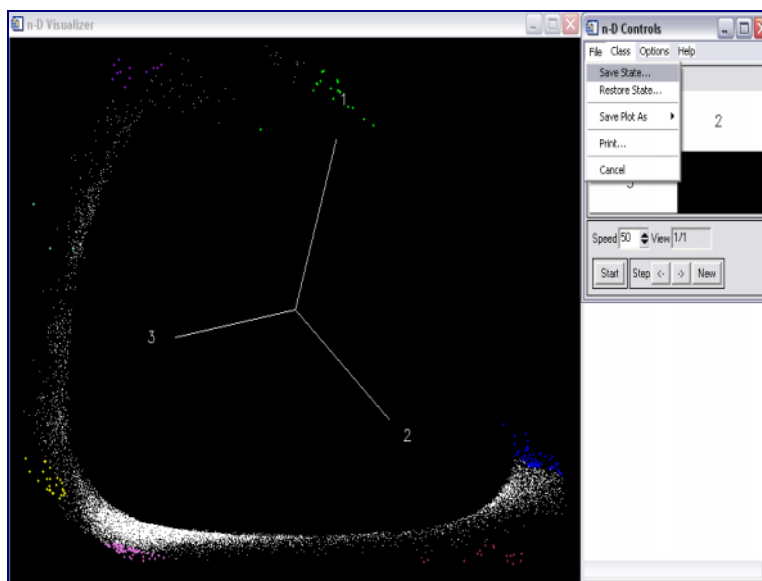 n-D Visualizer
1
3
2
n-D Controls
File Class Options Help
Save State...
Restore State...
Save Plot As
Print...
Cancel
2
Speed 50 View 1/1
Start Step <- -> New